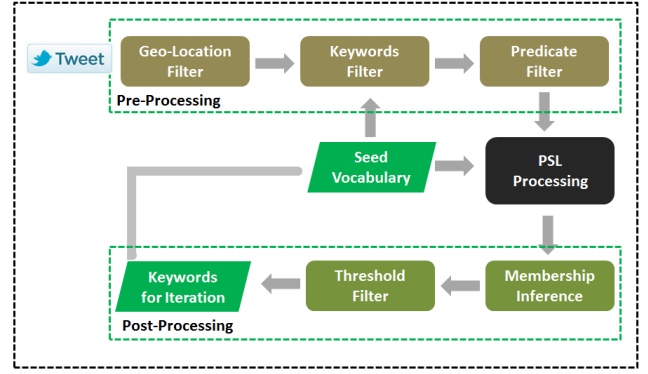 Tweet
Geo-Location
Filter
Keywords
Filter
Predicate
Filter
Pre-Processing
Seed
Vocabulary
PSL
Processing
Keywords
for Iteration
Threshold
Filter
Membership
Inference
Post-Processing